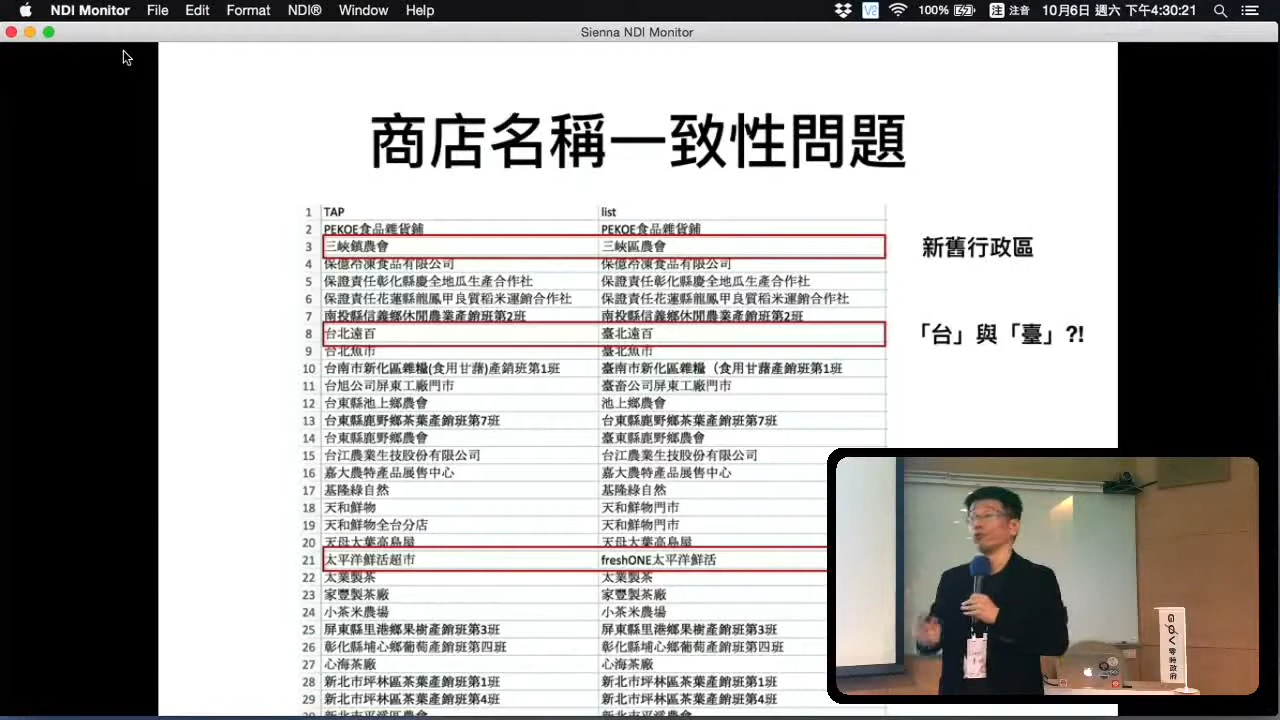 NDI Monitor File Edit Format NDI® Window Help V2 100% 注 注音 10月6日 週六 下午4:30:21
Sienna NDI Monitor
商店名稱一致性問題
1 TAP list
2 PEKOE食品雜貨鋪 PEKOE食品雜貨鋪
3 三峽鎮農會 三峽區農會
新舊行政區
4 保億冷凍食品有限公司 保億冷凍食品有限公司
5 保證責任彰化縣慶全地瓜生產合作社 保證責任彰化縣慶全地瓜生產合作社
6 保證責任花蓮縣龍鳳甲良質稻米運銷合作社 保證責任花蓮縣龍鳳甲良質稻米運銷合作社
7 南投縣信義鄉休閒農業產銷班第2班 南投縣信義鄉休閒農業產銷班第2班
8 台北遠百 臺北遠百
「台」與「臺」?!
9 台北魚市 臺北魚市
10 台南市新化區雜糧(食用甘藷)產銷班第1班 臺南市新化區雜糧（食用甘藷產銷班第1班
11 台旭公司屏東工廠門市 臺畜公司屏東工廠門市
12 台東縣池上鄉農會 池上鄉農會
13 台東縣鹿野鄉茶葉產銷班第7班 台東縣鹿野鄉茶葉產銷班第7班
14 台東縣鹿野鄉農會 臺東縣鹿野鄉農會
15 台江農業生技股份有限公司 台江農業生技股份有限公司
16 嘉大農特產品展售中心 嘉大農特產品展售中心
17 基隆綠自然 基隆綠自然
18 天和鮮物 天和鮮物門市
19 天和鮮物全台分店 天和鮮物門市
20 天母大葉高島屋 天母大葉高島屋
21 太平洋鮮活超市 freshONE太平洋鮮活
22 太業製茶 太業製茶
23 家豐製茶廠 家豐製茶廠
24 小茶米農場 小茶米農場
25 屏東縣里港鄉果樹產銷班第3班 屏東縣里港鄉果樹產銷班第3班
26 彰化縣埔心鄉葡萄產銷班第四班 彰化縣埔心鄉葡萄產銷班第四班
27 心海茶廠 心海茶廠
28 新北市坪林區茶葉產銷班第1班 新北市坪林區茶葉產銷班第1班
29 新北市坪林區茶葉產銷班第4班 新北市坪林區茶葉產銷班第4班
零時政府